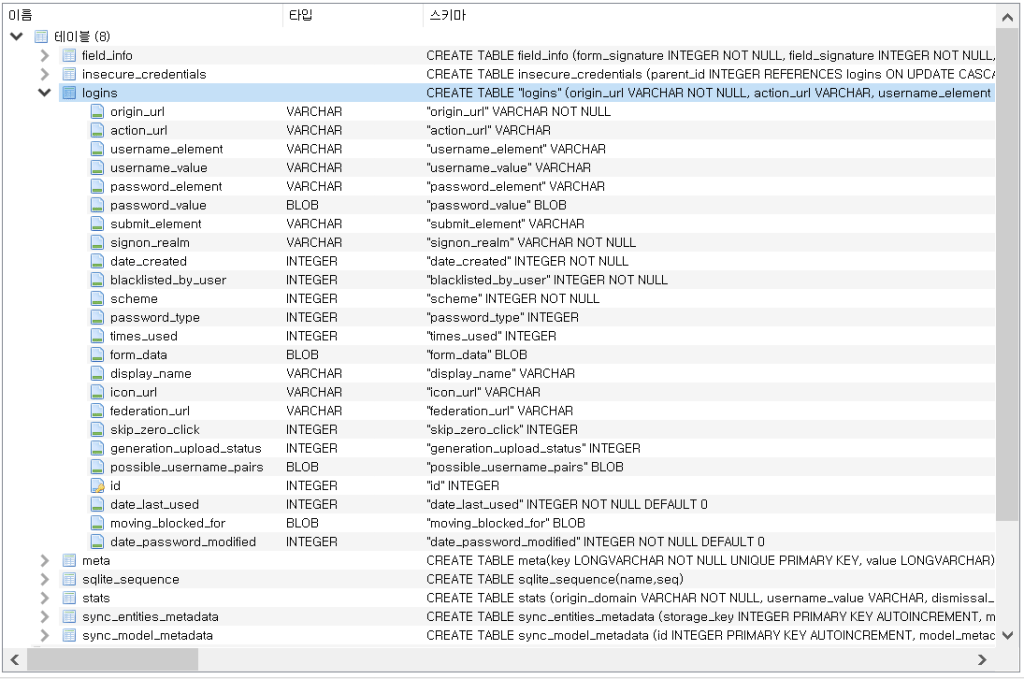 이름 타입 스키마
테이블 (8)
field_info CREATE TABLE field_info (form_signature INTEGER NOT NULL, field_signature INTEGER NOT NULL,
insecure_credentials CREATE TABLE insecure_credentials (parent_id INTEGER REFERENCES logins ON UPDATE CASCA
logins CREATE TABLE "logins" (origin_url VARCHAR NOT NULL, action_url VARCHAR, username_element
origin_url VARCHAR "origin_url" VARCHAR NOT NULL
action_url VARCHAR "action_url" VARCHAR
username_element VARCHAR "username_element" VARCHAR
username_value VARCHAR "username_value" VARCHAR
password_element VARCHAR "password_element" VARCHAR
password_value BLOB "password_value" BLOB
submit_element VARCHAR "submit_element" VARCHAR
signon_realm VARCHAR "signon_realm" VARCHAR NOT NULL
date_created INTEGER "date_created" INTEGER NOT NULL
blacklisted_by_user INTEGER "blacklisted_by_user" INTEGER NOT NULL
scheme INTEGER "scheme" INTEGER NOT NULL
password_type INTEGER "password_type" INTEGER
times_used INTEGER "times_used" INTEGER
form_data BLOB "form_data" BLOB
display_name VARCHAR "display_name" VARCHAR
icon_url VARCHAR "icon_url" VARCHAR
federation_url VARCHAR "federation_url" VARCHAR
skip_zero_click INTEGER "skip_zero_click" INTEGER
generation_upload_status INTEGER "generation_upload_status" INTEGER
possible_username_pairs BLOB "possible_username_pairs" BLOB
id INTEGER "id" INTEGER
date_last_used INTEGER "date_last_used" INTEGER NOT NULL DEFAULT 0
moving_blocked_for BLOB "moving_blocked_for" BLOB
date_password_modified INTEGER "date_password_modified" INTEGER NOT NULL DEFAULT 0
meta CREATE TABLE meta(key LONGVARCHAR NOT NULL UNIQUE PRIMARY KEY, value LONGVARCHAR)
sqlite_sequence CREATE TABLE sqlite_sequence(name,seq)
stats CREATE TABLE stats (origin_domain VARCHAR NOT NULL, username_value VARCHAR, dismissal_
sync_entities_metadata CREATE TABLE sync_entities_metadata (storage_key INTEGER PRIMARY KEY AUTOINCREMENT, m
sync_model_metadata CREATE TABLE sync_model_metadata (id INTEGER PRIMARY KEY AUTOINCREMENT, model_metac